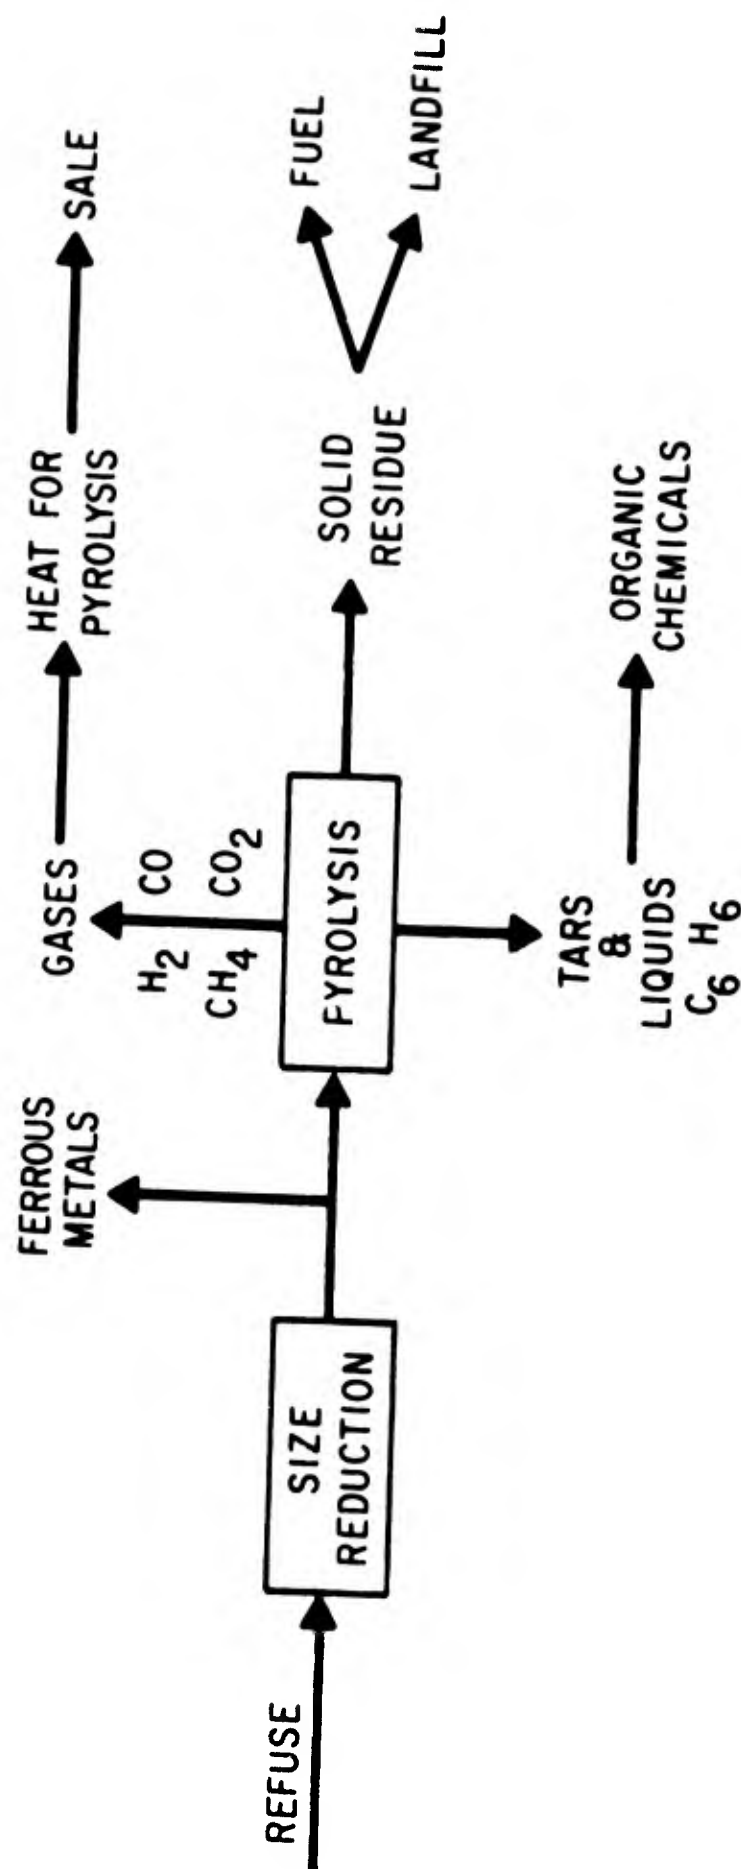 REFUSE
SIZE
REDUCTION
FERROUS
METALS
FYROLYSIS
H2 CO
CH4 CO2
GASES
HEAT FOR
PYROLYSIS
SALE
SOLID
RESIDUE
FUEL
LANDFILL
TARS
&
LIQUIDS
C6 H6
ORGANIC
CHEMICALS